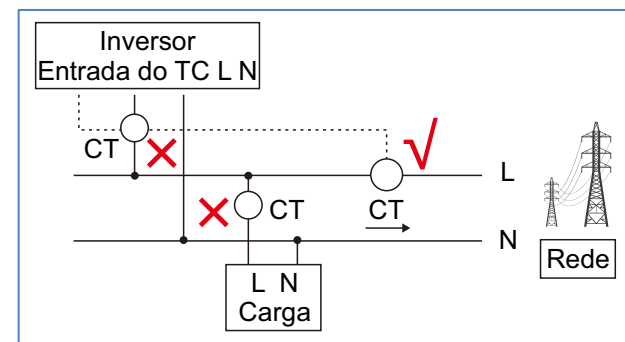 Inversor
Entrada do TC L N
CT
CT
CT
L
N
Rede
L N
Carga